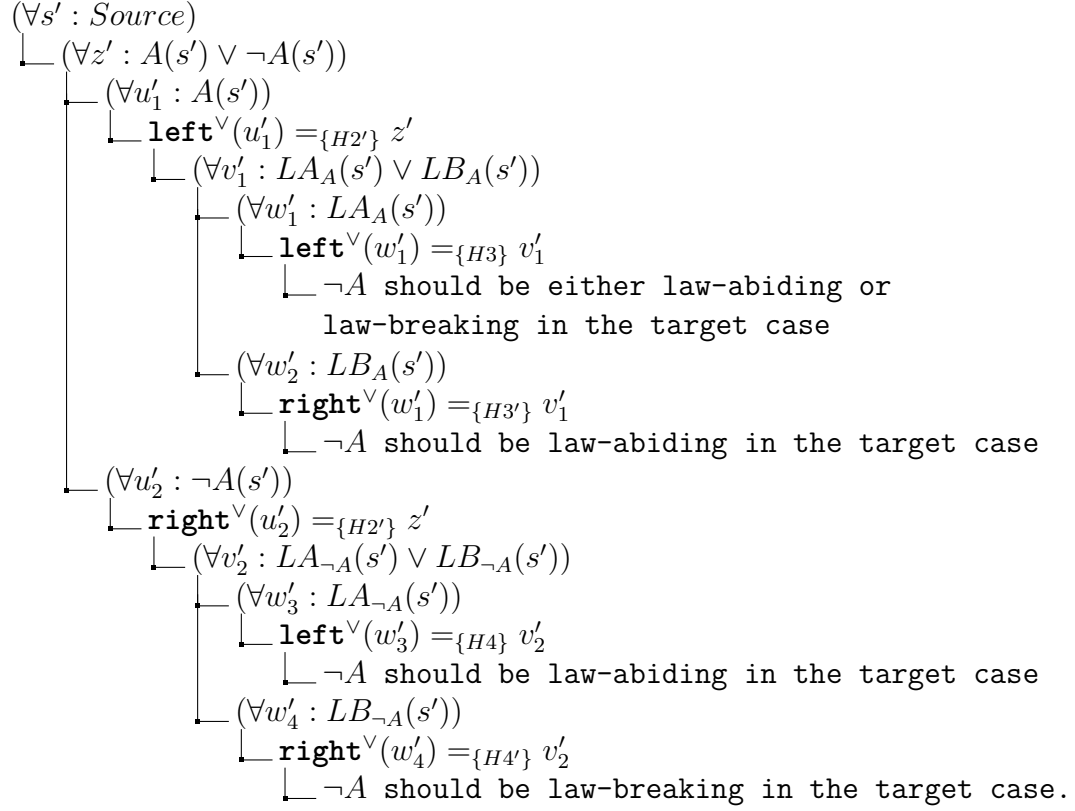 (∀s′ : Source)
(∀z′ : A(s′) ∨ ¬A(s′))
(∀u′₁ : A(s′))
left^∨(u′₁) =_{H2′} z′
(∀v′₁ : LA_A(s′) ∨ LB_A(s′))
(∀w′₁ : LA_A(s′))
left^∨(w′₁) =_{H3} v′₁
¬A should be either law-abiding or
law-breaking in the target case
(∀w′₂ : LB_A(s′))
right^∨(w′₁) =_{H3′} v′₁
¬A should be law-abiding in the target case
(∀u′₂ : ¬A(s′))
right^∨(u′₂) =_{H2′} z′
(∀v′₂ : LA_¬A(s′) ∨ LB_¬A(s′))
(∀w′₃ : LA_¬A(s′))
left^∨(w′₃) =_{H4} v′₂
¬A should be law-abiding in the target case
(∀w′₄ : LB_¬A(s′))
right^∨(w′₄) =_{H4′} v′₂
¬A should be law-breaking in the target case.